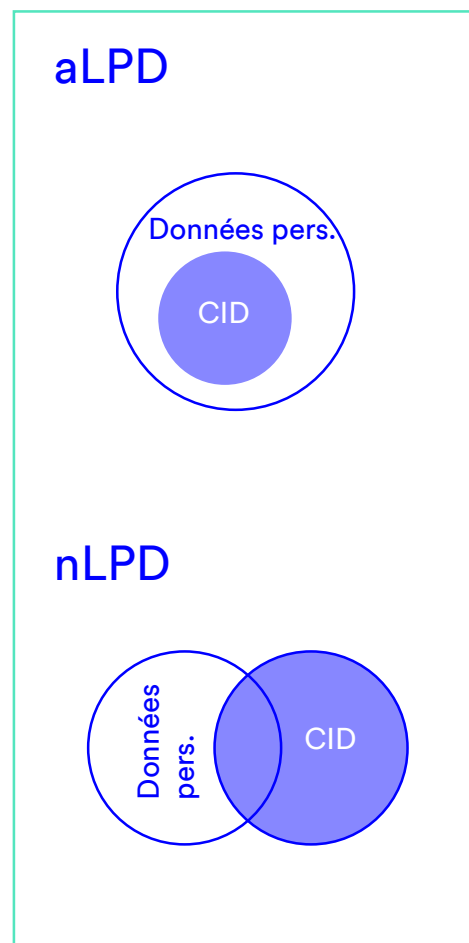 aLPD
Données pers.
CID
nLPD
Données
pers.
CID